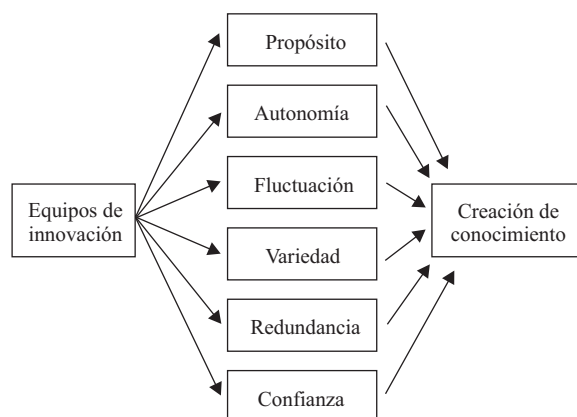 Propósito
Autonomía
Fluctuación
Variedad
Redundancia
Confianza
Equipos de
innovación
Creación de
conocimiento